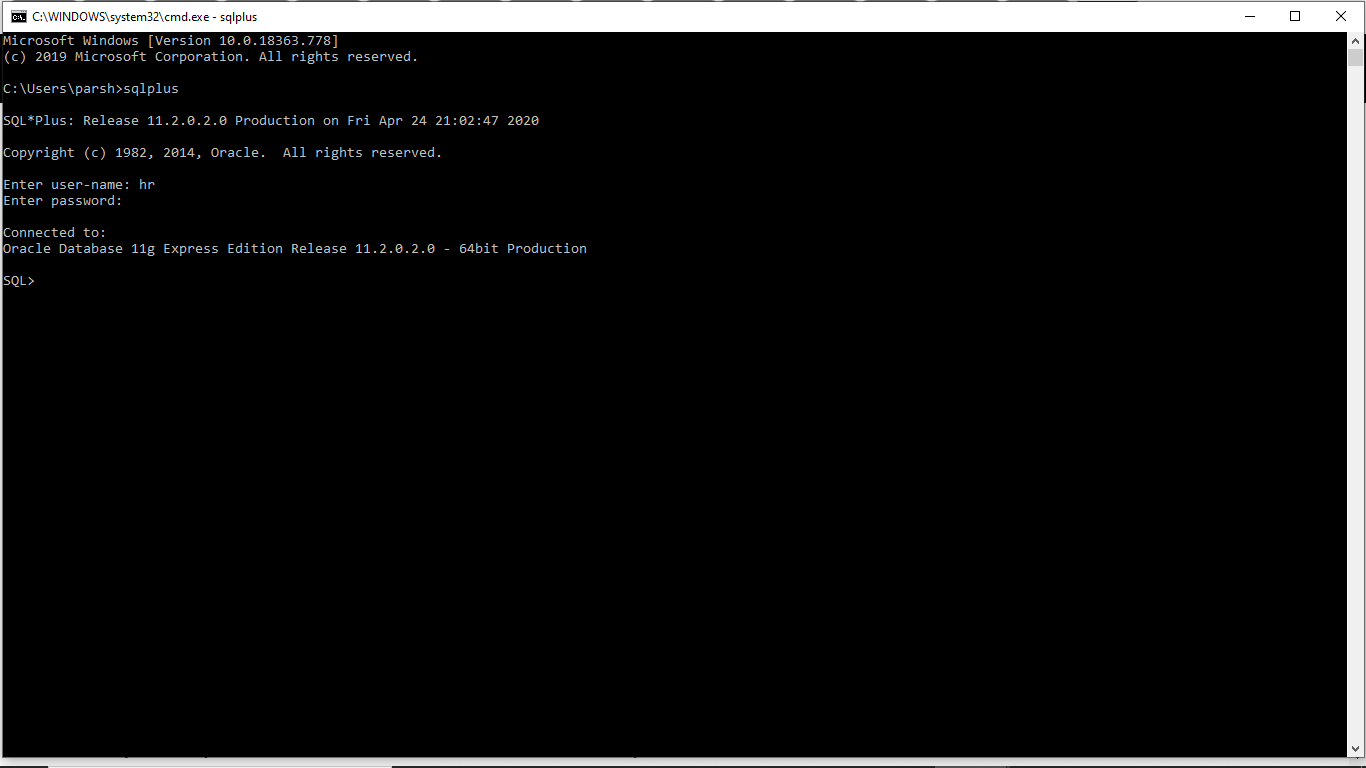 C:\WINDOWS\system32\cmd.exe - sqlplus
Microsoft Windows [Version 10.0.18363.778]
(c) 2019 Microsoft Corporation. All rights reserved.
C:\Users\parsh>sqlplus
SQL*Plus: Release 11.2.0.2.0 Production on Fri Apr 24 21:02:47 2020
Copyright (c) 1982, 2014, Oracle.  All rights reserved.
Enter user-name: hr
Enter password:
Connected to:
Oracle Database 11g Express Edition Release 11.2.0.2.0 - 64bit Production
SQL>